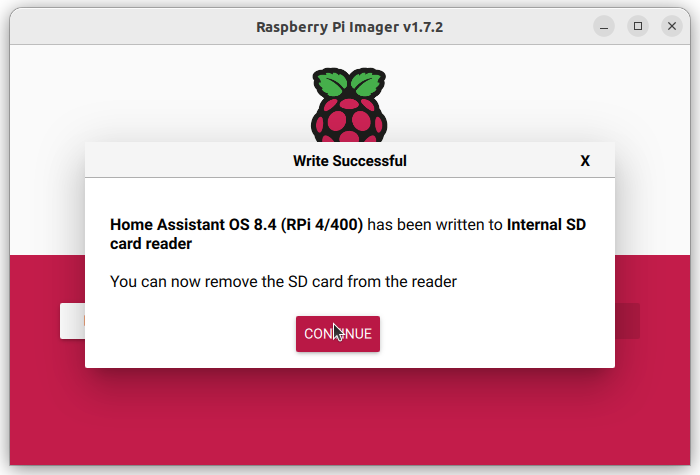 Raspberry Pi Imager v1.7.2
Write Successful
X
Home Assistant OS 8.4 (RPi 4/400) has been written to Internal SD
card reader
You can now remove the SD card from the reader
CONTINUE